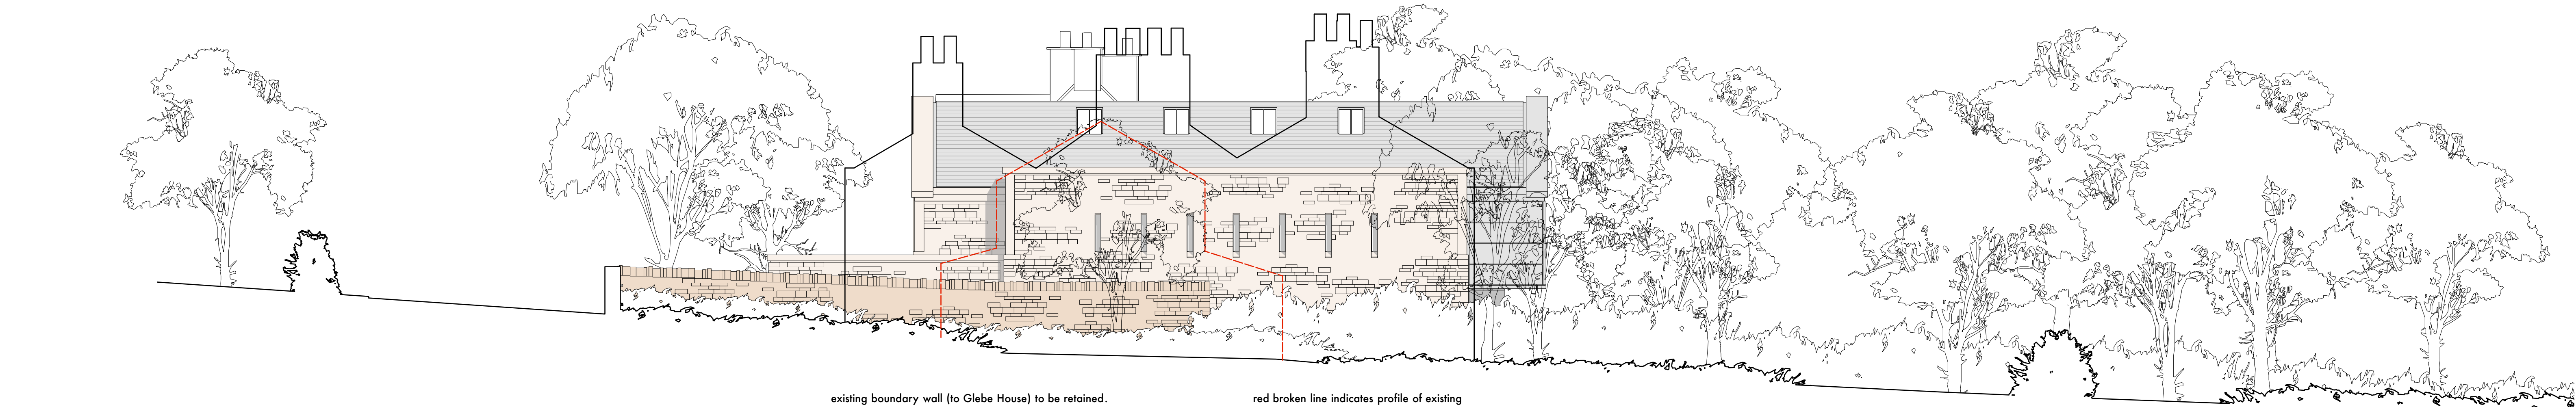 existing boundary wall (to Glebe House) to be retained.
red broken line indicates profile of existing